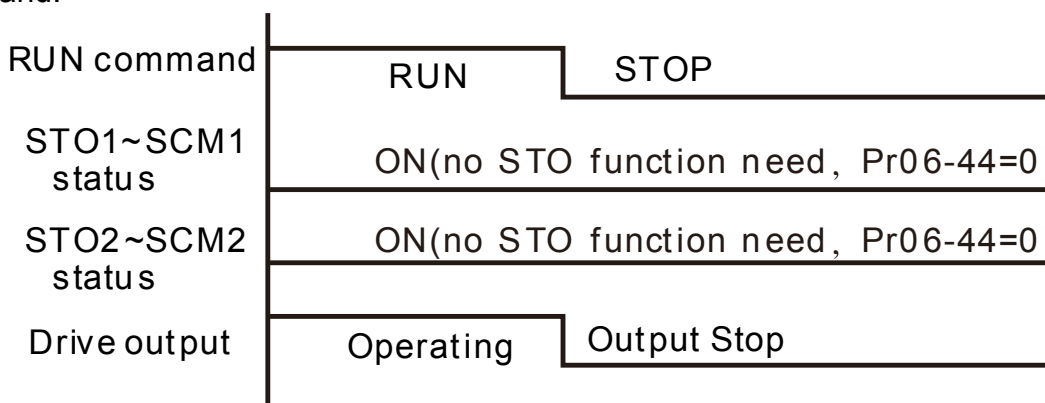 RUN command
RUN
STOP
STO1~SCM1
status
ON(no STO function need, Pr06-44=0
STO2~SCM2
status
ON(no STO function need, Pr06-44=0
Drive output
Operating
Output Stop